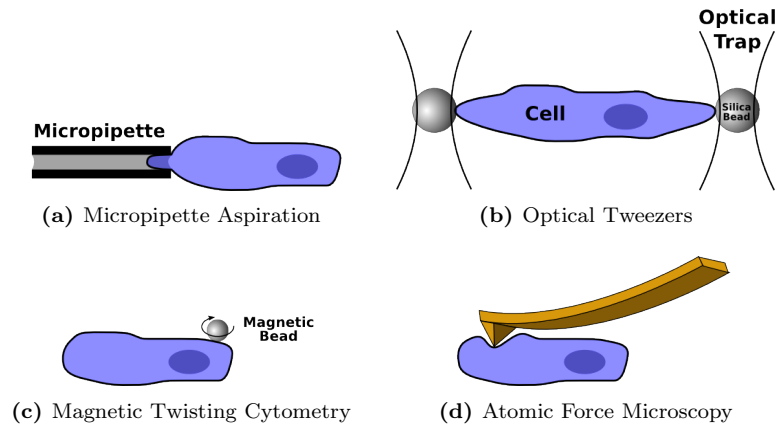 Optical
Trap
Micropipette
Cell
Silica
Bead
(a) Micropipette Aspiration
(b) Optical Tweezers
Magnetic
Bead
(c) Magnetic Twisting Cytometry
(d) Atomic Force Microscopy